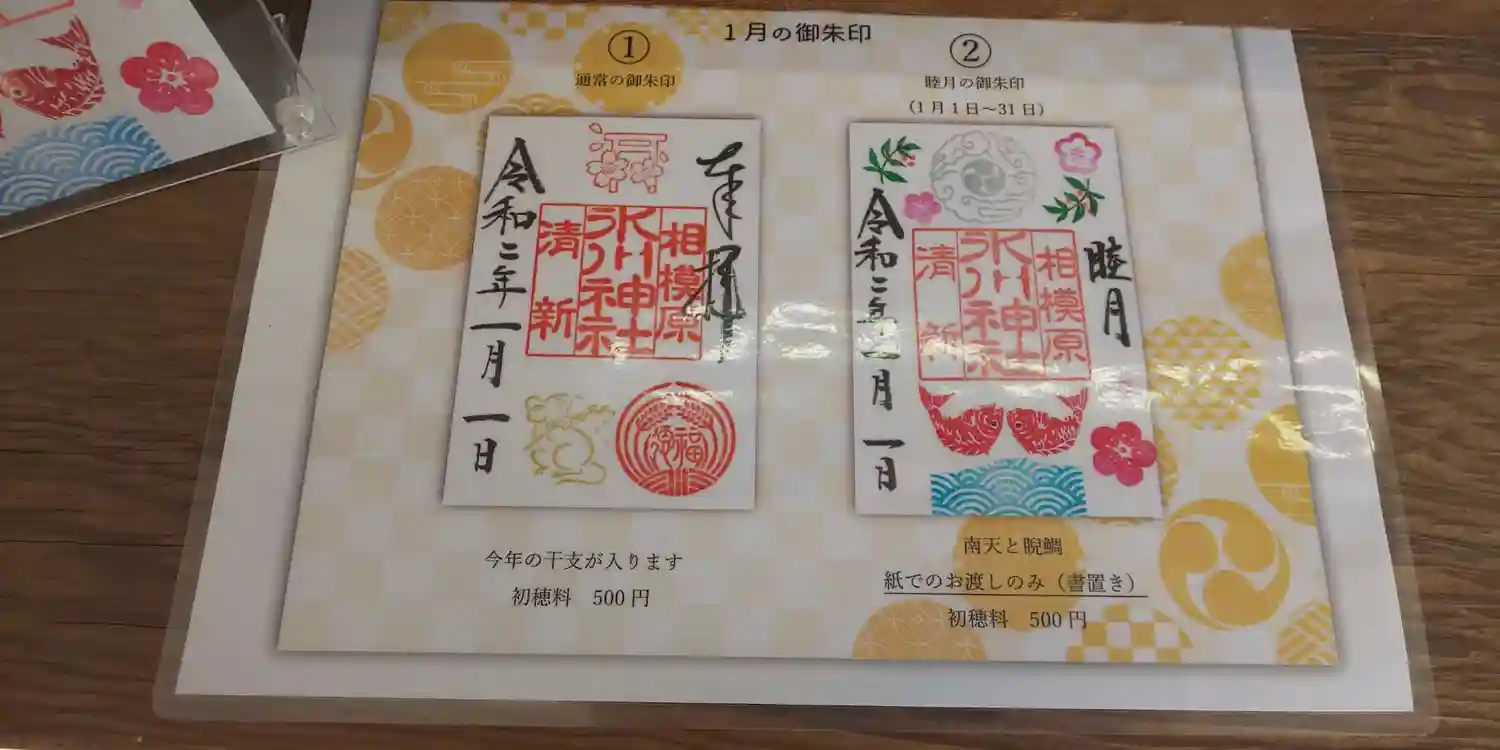 1月の御朱印
①
通常の御朱印
奉拝
相模原
氷川神社
清新
福
令和二年一月一日
今年の干支が入ります
初穂料 500円
②
睦月の御朱印
(1月1日～31日)
睦月
相模原
氷川神社
清新
令和二年一月一日
南天と睨鯛
紙でのお渡しのみ(書置き)
初穂料 500円